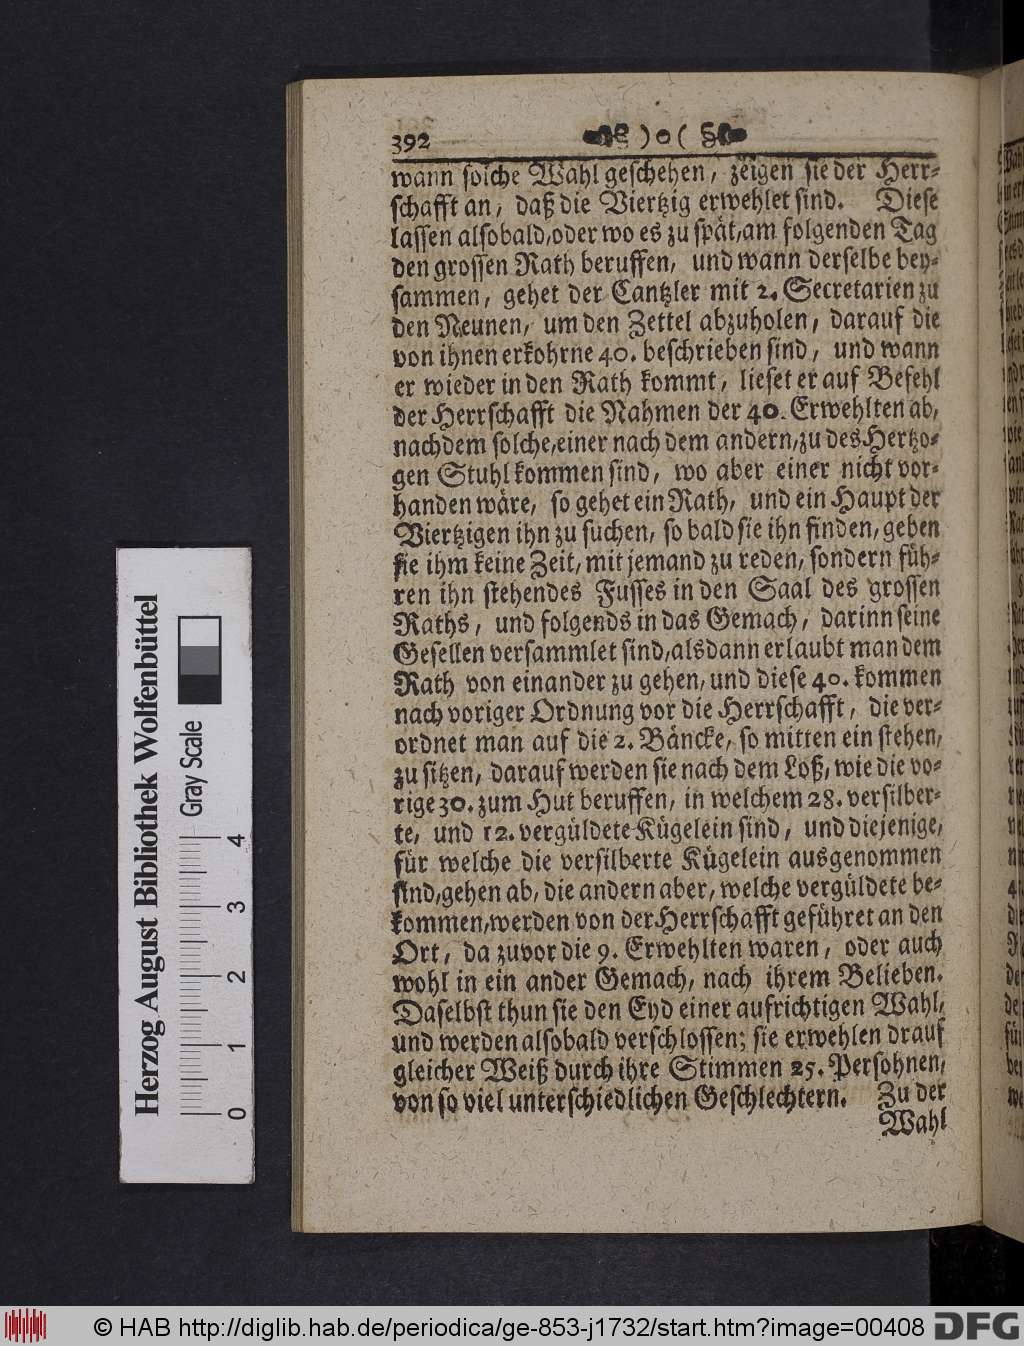 392 )o(
wann solche Wahl geschehen, zeigen sie der Herr-
schafft an, daß die Viertzig erwehlet sind. Diese
lassen alsobald, oder wo es zu spät, am folgenden Tag
den grossen Rath beruffen, und wann derselbe bey-
sammen, gehet der Cantzler mit 2. Secretarien zu
den Neunen, um den Zettel abzuholen, darauf die
von ihnen erkohrne 40. beschrieben sind, und wann
er wieder in den Rath kommt, lieset er auf Befehl
der Herrschafft die Nahmen der 40. Erwehlten ab,
nachdem solche, einer nach dem andern, zu des Hertzo-
gen Stuhl kommen sind, wo aber einer nicht vor-
handen wäre, so gehet ein Rath, und ein Haupt der
Viertzigen ihn zu suchen, so bald sie ihn finden, geben
sie ihm keine Zeit, mit jemand zu reden, sondern füh-
ren ihn stehendes Fusses in den Saal des grossen
Raths, und folgends in das Gemach, darinn seine
Gesellen versammlet sind, alsdann erlaubt man dem
Rath von einander zu gehen, und diese 40. kommen
nach voriger Ordnung vor die Herrschafft, die ver-
ordnet man auf die 2. Bäncke, so mitten ein stehen,
zu sitzen, darauf werden sie nach dem Loß, wie die vo-
rige 30. zum Hut beruffen, in welchem 28. versilber-
te, und 12. vergüldete Kügelein sind, und diejenige,
für welche die versilberte Kügelein ausgenommen
sind, gehen ab, die andern aber, welche vergüldete be-
kommen, werden von der Herrschafft geführet an den
Ort, da zuvor die 9. Erwehlten waren, oder auch
wohl in ein ander Gemach, nach ihrem Belieben.
Daselbst thun sie den Eyd einer aufrichtigen Wahl,
und werden alsobald verschlossen; sie erwehlen drauf
gleicher Weiß durch ihre Stimmen 25. Persohnen,
von so viel unterschiedlichen Geschlechtern. Zu der
Wahl
Herzog August Bibliothek Wolfenbüttel
Gray Scale
0 1 2 3 4
© HAB http://diglib.hab.de/periodica/ge-853-j1732/start.htm?image=00408
DFG